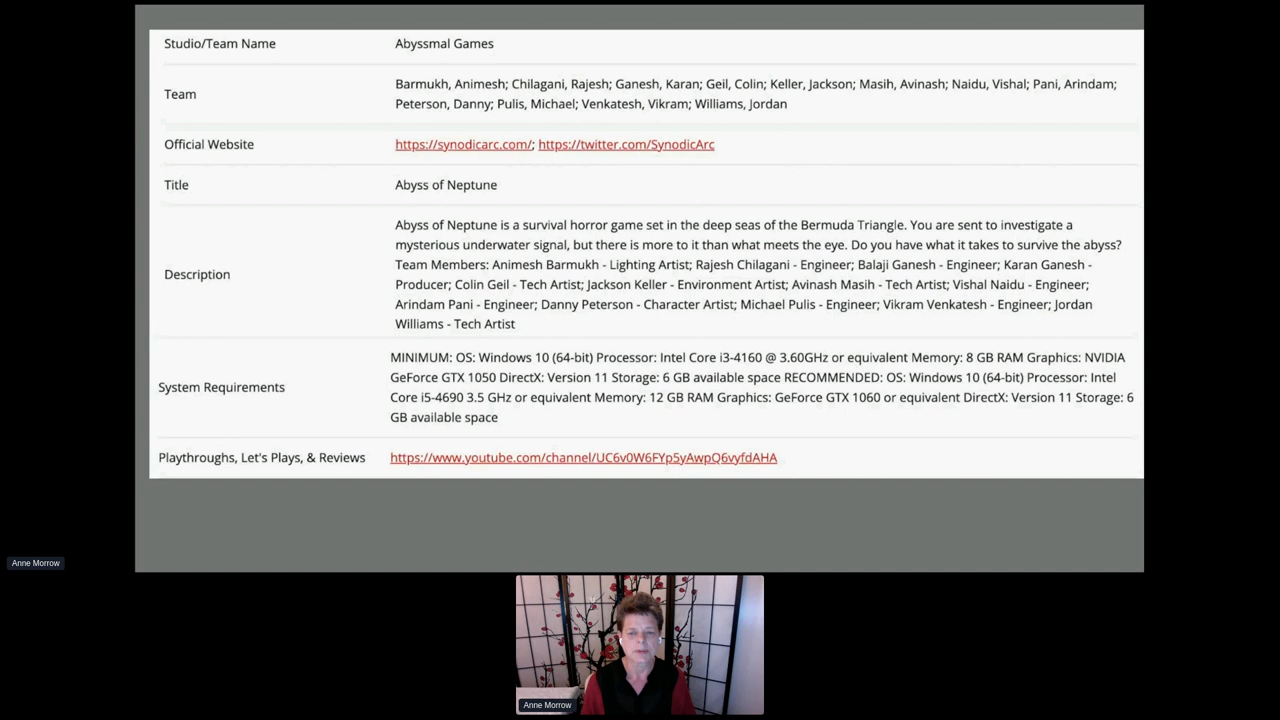 Studio/Team Name
Abyssmal Games
Team
Barmukh, Animesh; Chilagani, Rajesh; Ganesh, Karan; Geil, Colin; Keller, Jackson; Masih, Avinash; Naidu, Vishal; Pani, Arindam;
Peterson, Danny; Pulis, Michael; Venkatesh, Vikram; Williams, Jordan
Official Website
https://synodicarc.com/; https://twitter.com/SynodicArc
Title
Abyss of Neptune
Description
Abyss of Neptune is a survival horror game set in the deep seas of the Bermuda Triangle. You are sent to investigate a
mysterious underwater signal, but there is more to it than what meets the eye. Do you have what it takes to survive the abyss?
Team Members: Animesh Barmukh - Lighting Artist; Rajesh Chilagani - Engineer; Balaji Ganesh - Engineer; Karan Ganesh -
Producer; Colin Geil - Tech Artist; Jackson Keller - Environment Artist; Avinash Masih - Tech Artist; Vishal Naidu - Engineer;
Arindam Pani - Engineer; Danny Peterson - Character Artist; Michael Pulis - Engineer; Vikram Venkatesh - Engineer; Jordan
Williams - Tech Artist
System Requirements
MINIMUM: OS: Windows 10 (64-bit) Processor: Intel Core i3-4160 @ 3.60GHz or equivalent Memory: 8 GB RAM Graphics: NVIDIA
GeForce GTX 1050 DirectX: Version 11 Storage: 6 GB available space RECOMMENDED: OS: Windows 10 (64-bit) Processor: Intel
Core i5-4690 3.5 GHz or equivalent Memory: 12 GB RAM Graphics: GeForce GTX 1060 or equivalent DirectX: Version 11 Storage: 6
GB available space
Playthroughs, Let's Plays, & Reviews
https://www.youtube.com/channel/UC6v0W6FYp5yAwpQ6vyfdAHA
Anne Morrow
Anne Morrow